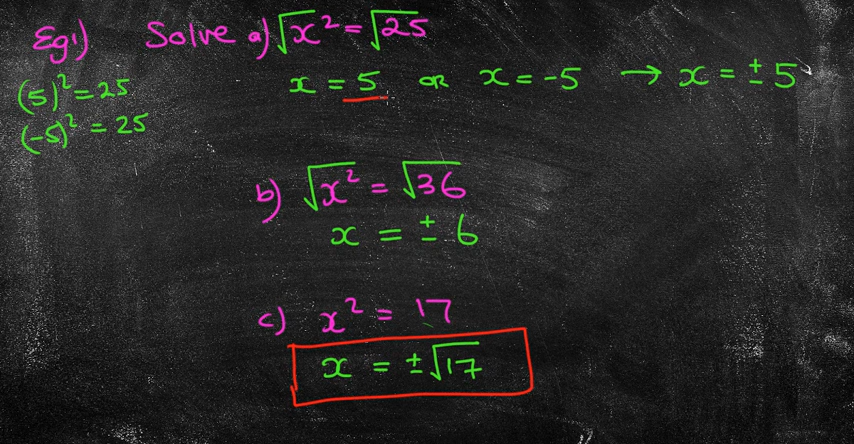 Eg1) Solve a) √x² = √25
(5)² = 25
x = 5 or x = -5 → x = ±5
(-5)² = 25
b) √x² = √36
x = ±6
c) x² = 17
x = ±√17